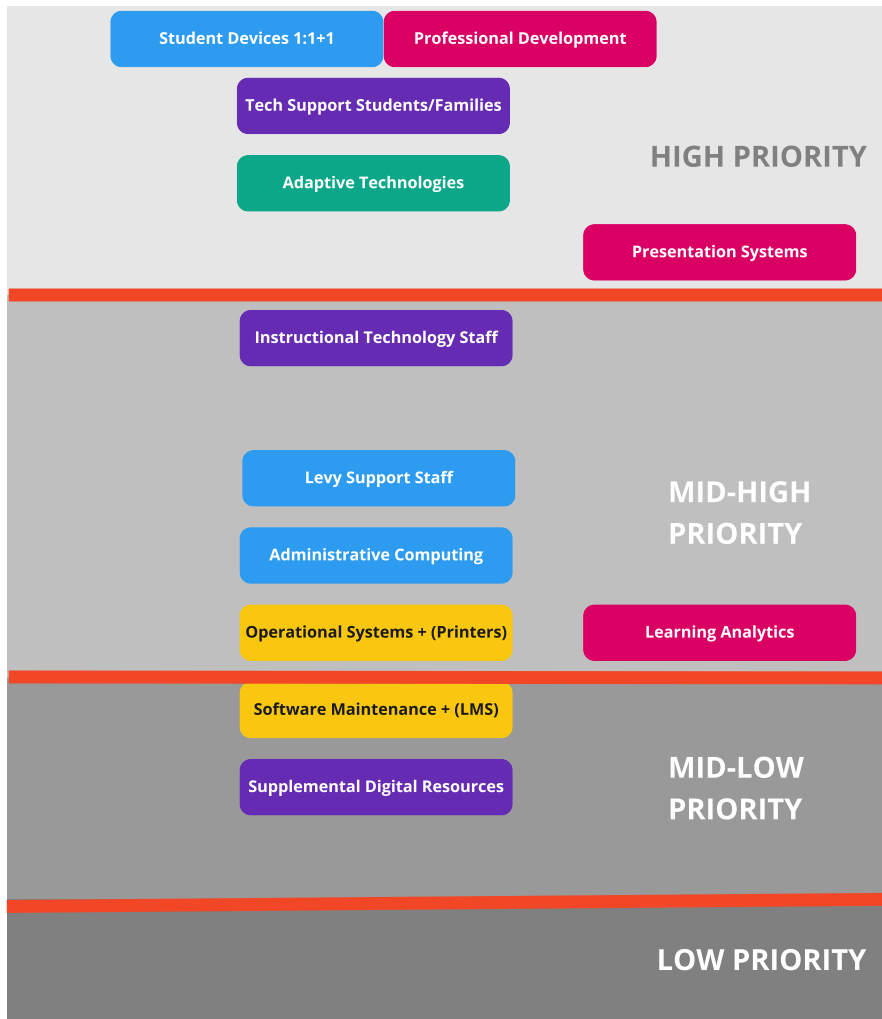 Student Devices 1:1+1
Professional Development
Tech Support Students/Families
HIGH PRIORITY
Adaptive Technologies
Presentation Systems
Instructional Technology Staff
Levy Support Staff
MID-HIGH
PRIORITY
Administrative Computing
Operational Systems + (Printers)
Learning Analytics
Software Maintenance + (LMS)
MID-LOW
PRIORITY
Supplemental Digital Resources
LOW PRIORITY